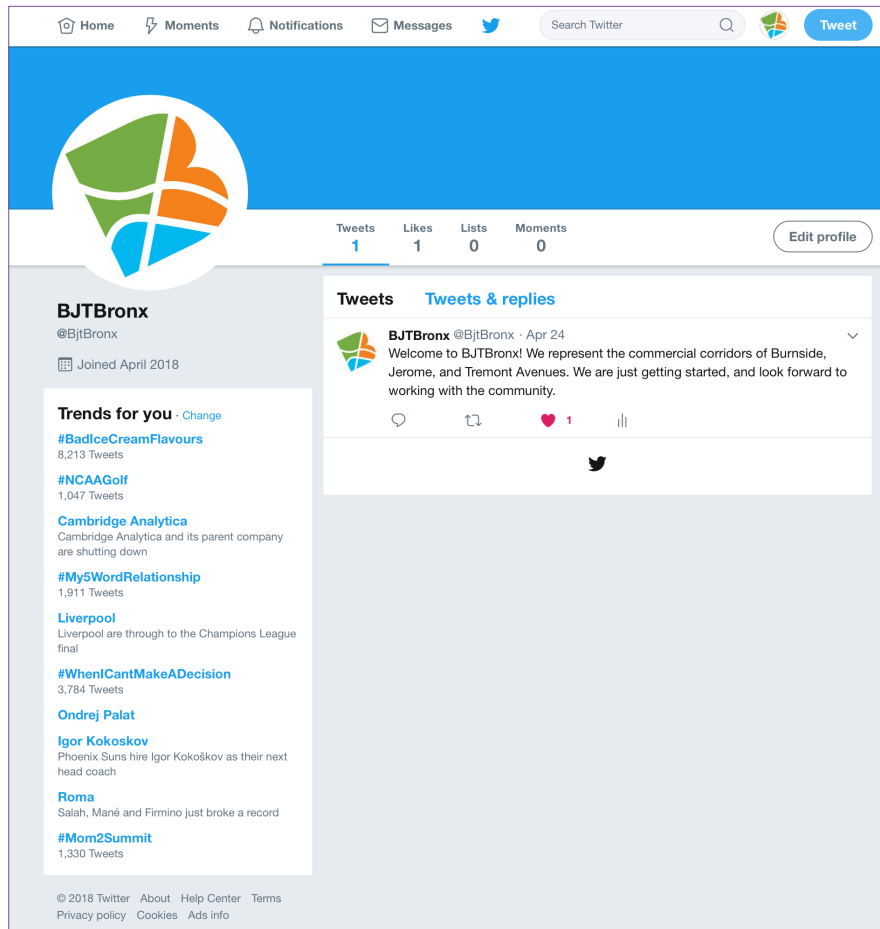 Home Moments Notifications Messages Search Twitter Tweet
Tweets Likes Lists Moments
1 1 0 0
Edit profile
BJTBronx
@BjtBronx
Joined April 2018
Trends for you · Change
#BadIceCreamFlavours
8,213 Tweets
#NCAAGolf
1,047 Tweets
Cambridge Analytica
Cambridge Analytica and its parent company
are shutting down
#My5WordRelationship
1,911 Tweets
Liverpool
Liverpool are through to the Champions League
final
#WhenICantMakeADecision
3,784 Tweets
Ondrej Palat
Igor Kokoskov
Phoenix Suns hire Igor Kokoškov as their next
head coach
Roma
Salah, Mané and Firmino just broke a record
#Mom2Summit
1,330 Tweets
© 2018 Twitter About Help Center Terms
Privacy policy Cookies Ads info
Tweets Tweets & replies
BJTBronx @BjtBronx · Apr 24
Welcome to BJTBronx! We represent the commercial corridors of Burnside,
Jerome, and Tremont Avenues. We are just getting started, and look forward to
working with the community.
1